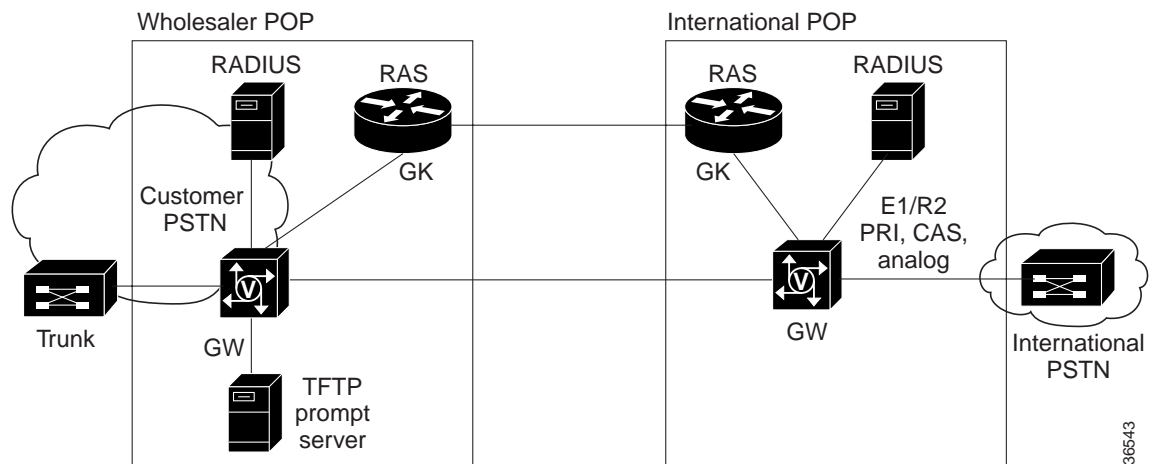 Wholesaler POP
International POP
RADIUS
RAS
RAS
RADIUS
GK
GK
Customer
PSTN
E1/R2
PRI, CAS,
analog
V
V
Trunk
GW
GW
International
PSTN
TFTP
prompt
server
36543